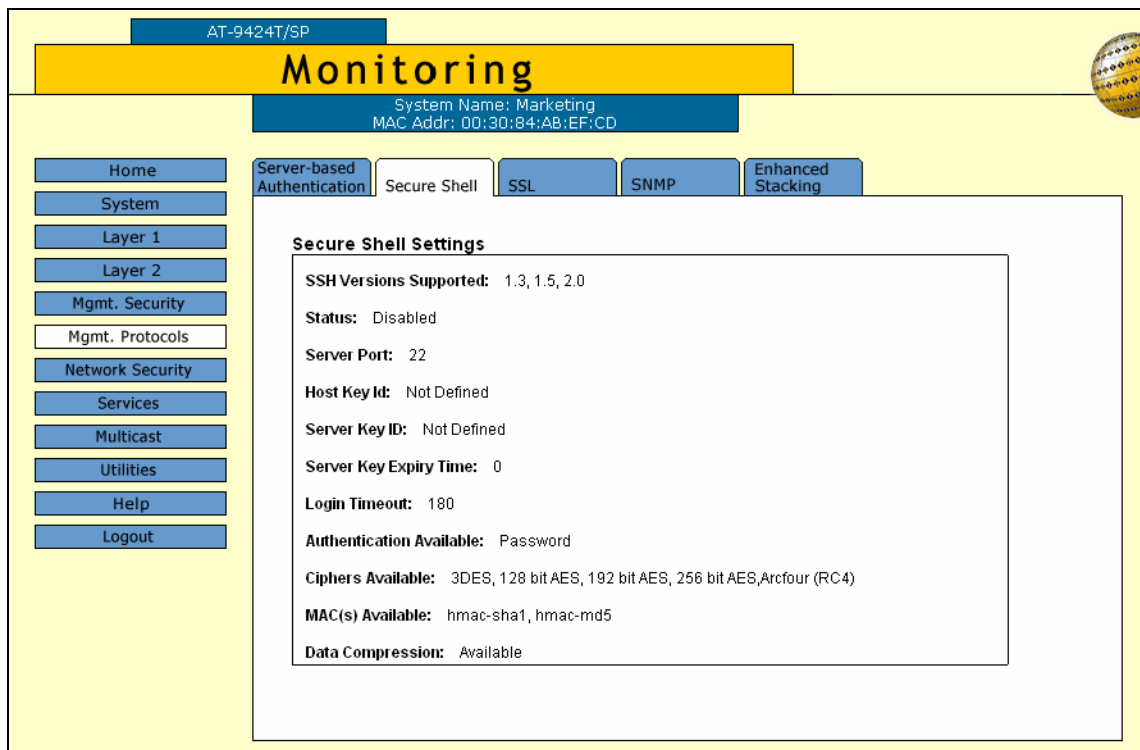 AT-9424T/SP
Monitoring
System Name: Marketing
MAC Addr: 00:30:84:AB:EF:CD
Home
System
Layer 1
Layer 2
Mgmt. Security
Mgmt. Protocols
Network Security
Services
Multicast
Utilities
Help
Logout
Server-based
Authentication
Secure Shell
SSL
SNMP
Enhanced
Stacking
Secure Shell Settings
SSH Versions Supported: 1.3, 1.5, 2.0
Status: Disabled
Server Port: 22
Host Key Id: Not Defined
Server Key ID: Not Defined
Server Key Expiry Time: 0
Login Timeout: 180
Authentication Available: Password
Ciphers Available: 3DES, 128 bit AES, 192 bit AES, 256 bit AES,Arcfour (RC4)
MAC(s) Available: hmac-sha1, hmac-md5
Data Compression: Available